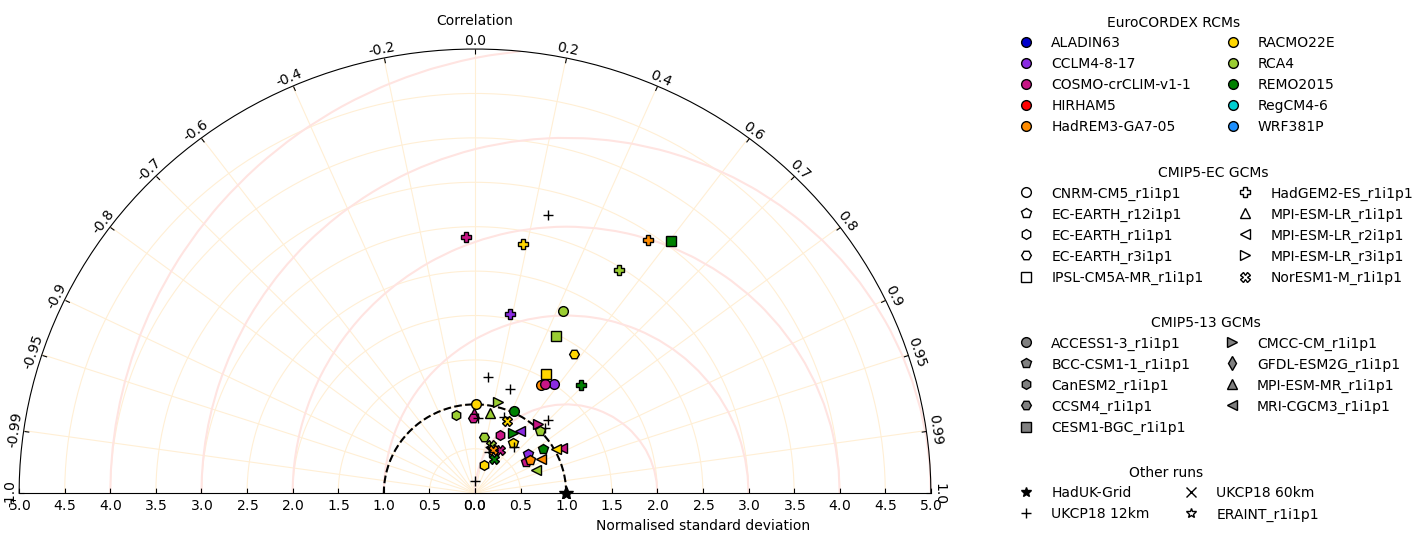 Correlation
0.0
-0.2
0.2
-0.4
0.4
-0.6
0.6
-0.7
0.7
-0.8
0.8
-0.9
0.9
-0.95
0.95
-0.99
0.99
-1.0
1.0
5.0 4.5 4.0 3.5 3.0 2.5 2.0 1.5 1.0 0.5 0.0 0.0 0.5 1.0 1.5 2.0 2.5 3.0 3.5 4.0 4.5 5.0
Normalised standard deviation
EuroCORDEX RCMs
ALADIN63 RACMO22E
CCLM4-8-17 RCA4
COSMO-crCLIM-v1-1 REMO2015
HIRHAM5 RegCM4-6
HadREM3-GA7-05 WRF381P
CMIP5-EC GCMs
CNRM-CM5_r1i1p1 HadGEM2-ES_r1i1p1
EC-EARTH_r12i1p1 MPI-ESM-LR_r1i1p1
EC-EARTH_r1i1p1 MPI-ESM-LR_r2i1p1
EC-EARTH_r3i1p1 MPI-ESM-LR_r3i1p1
IPSL-CM5A-MR_r1i1p1 NorESM1-M_r1i1p1
CMIP5-13 GCMs
ACCESS1-3_r1i1p1 CMCC-CM_r1i1p1
BCC-CSM1-1_r1i1p1 GFDL-ESM2G_r1i1p1
CanESM2_r1i1p1 MPI-ESM-MR_r1i1p1
CCSM4_r1i1p1 MRI-CGCM3_r1i1p1
CESM1-BGC_r1i1p1
Other runs
HadUK-Grid UKCP18 60km
UKCP18 12km ERAINT_r1i1p1